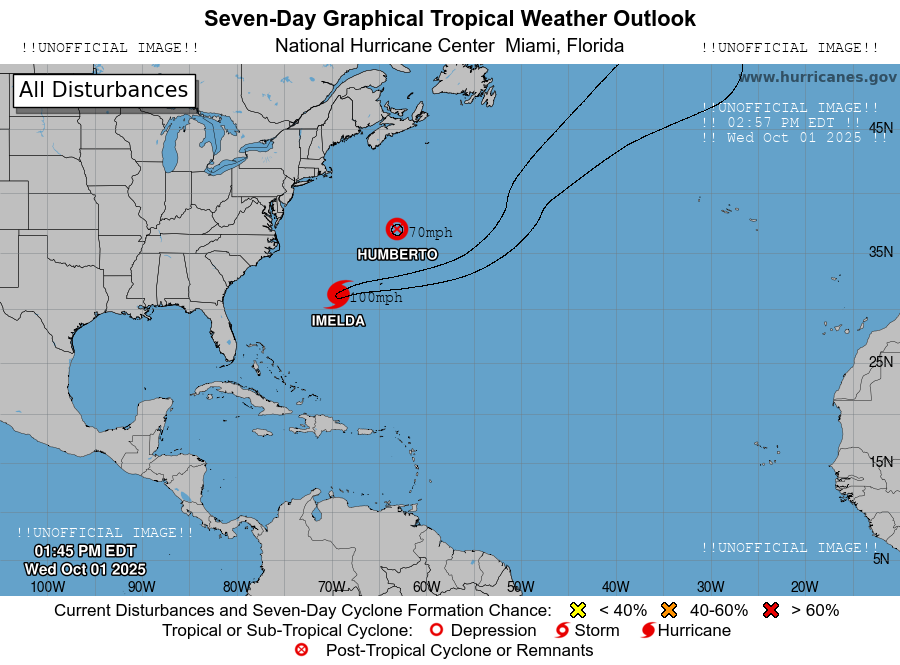 Seven-Day Graphical Tropical Weather Outlook
!!UNOFFICIAL IMAGE!! National Hurricane Center Miami, Florida !!UNOFFICIAL IMAGE!!
www.hurricanes.gov
All Disturbances
!!UNOFFICIAL IMAGE!!
!! 02:57 PM EDT !!
!! Wed Oct 01 2025 !!
45N
70mph
HUMBERTO
35N
100mph
IMELDA
25N
15N
!!UNOFFICIAL IMAGE!!
01:45 PM EDT
Wed Oct 01 2025
!!UNOFFICIAL IMAGE!!
5N
100W 90W 80W 70W 60W 50W 40W 30W 20W
Current Disturbances and Seven-Day Cyclone Formation Chance: < 40% 40-60% > 60%
Tropical or Sub-Tropical Cyclone: Depression Storm Hurricane
Post-Tropical Cyclone or Remnants